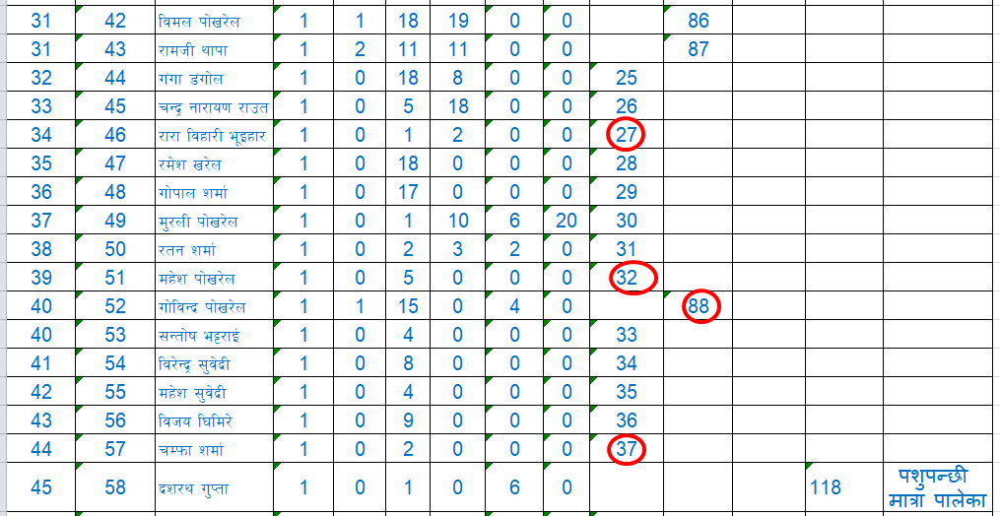 31 42 विमल पोखरेल 1 1 18 19 0 0 86
31 43 रामजी थापा 1 2 11 11 0 0 87
32 44 गंगा डंगोल 1 0 18 8 0 0 25
33 45 चन्द्र नारायण राउत 1 0 5 18 0 0 26
34 46 रारा विहारी भूइहार 1 0 1 2 0 0 27
35 47 रमेश खरेल 1 0 18 0 0 0 28
36 48 गोपाल शर्मा 1 0 17 0 0 0 29
37 49 मुरली पोखरेल 1 0 1 10 6 20 30
38 50 रतन शर्मा 1 0 2 3 2 0 31
39 51 महेश पोखरेल 1 0 5 0 0 0 32
40 52 गोविन्द पोखरेल 1 1 15 0 4 0 88
40 53 सन्तोष भट्टराई 1 0 4 0 0 0 33
41 54 विरेन्द्र सुवेदी 1 0 8 0 0 0 34
42 55 महेश सुवेदी 1 0 4 0 0 0 35
43 56 विजय घिमिरे 1 0 9 0 0 0 36
44 57 चम्फा शर्मा 1 0 2 0 0 0 37
45 58 दशरथ गुप्ता 1 0 1 0 6 0 118 पशुपन्छी
मात्रा पालेका